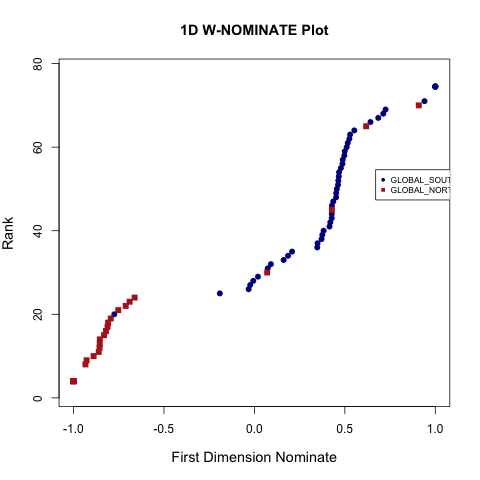 1D W-NOMINATE Plot
80
60
40
20
0
Rank
GLOBAL_SOUT
GLOBAL_NORT
-1.0 -0.5 0.0 0.5 1.0
First Dimension Nominate